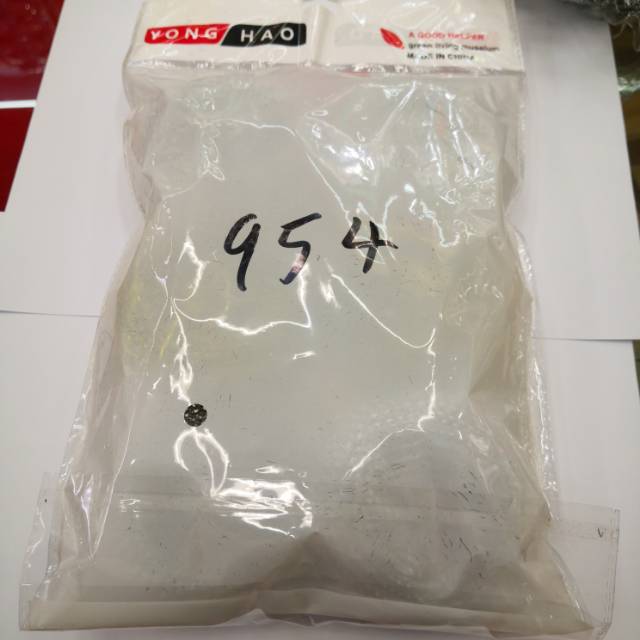 YONG HAO
A GOOD HELPER
green living museum
MADE IN CHINA
954